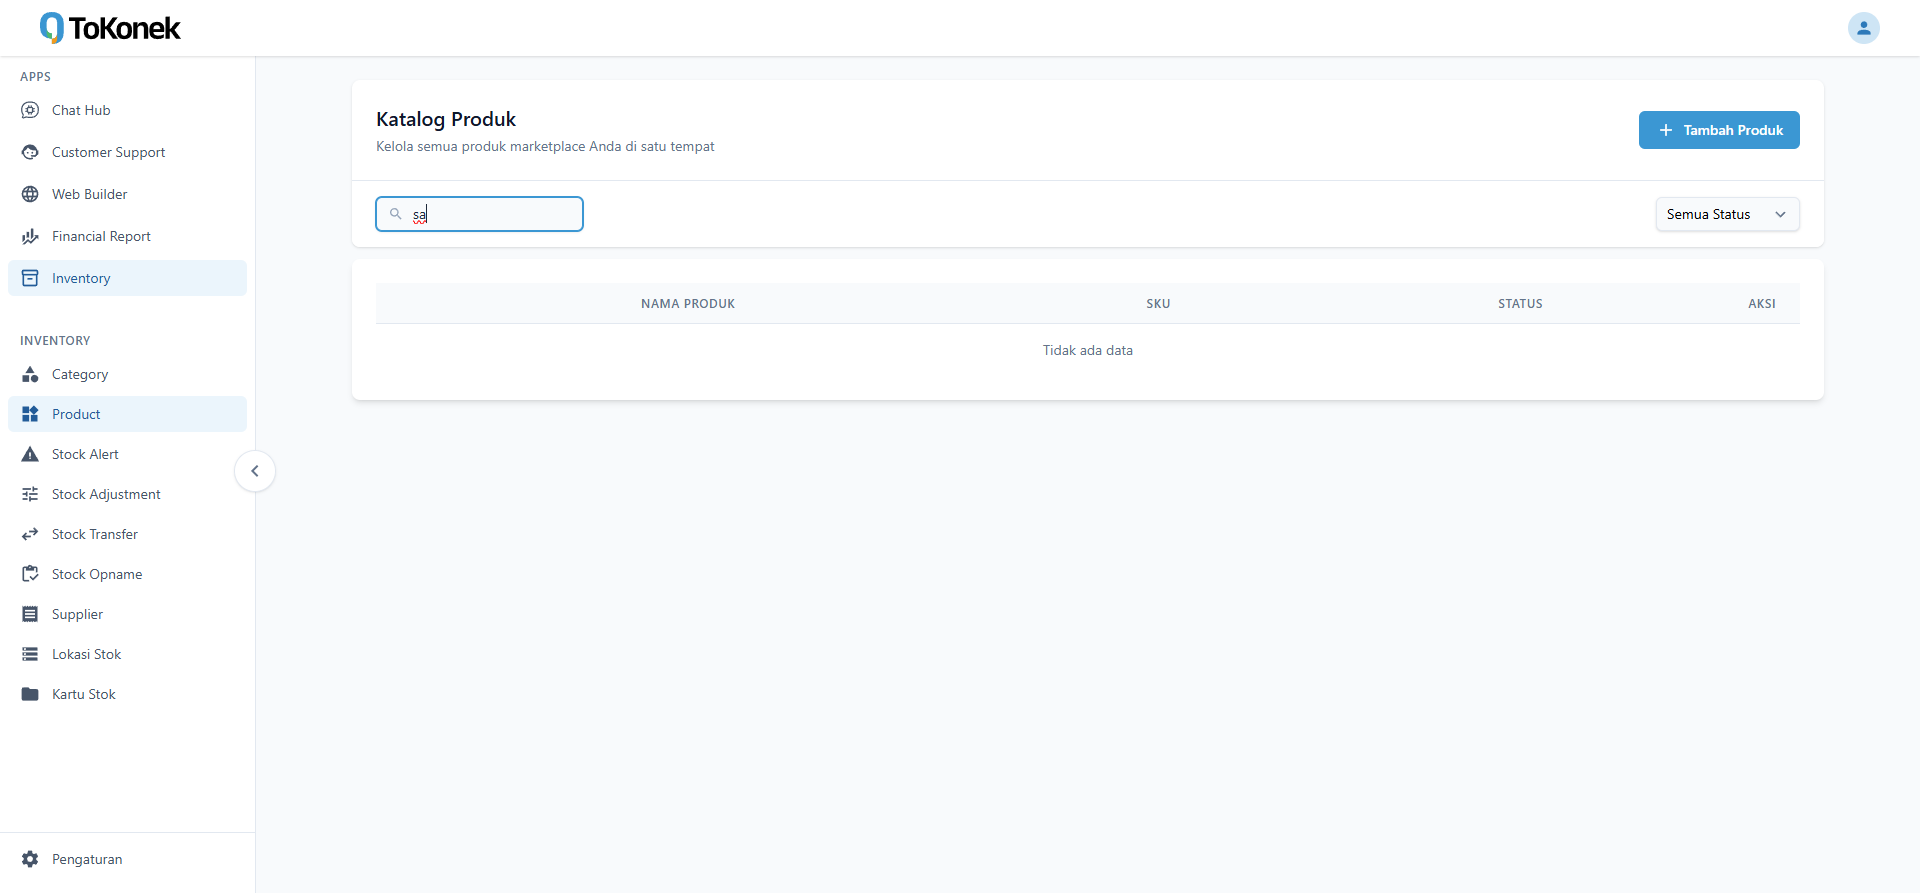 ToKonek
APPS
Chat Hub
Customer Support
Web Builder
Financial Report
Inventory
INVENTORY
Category
Product
Stock Alert
Stock Adjustment
Stock Transfer
Stock Opname
Supplier
Lokasi Stok
Kartu Stok
Pengaturan
Katalog Produk
Kelola semua produk marketplace Anda di satu tempat
Tambah Produk
sa
Semua Status
NAMA PRODUK SKU STATUS AKSI
Tidak ada data